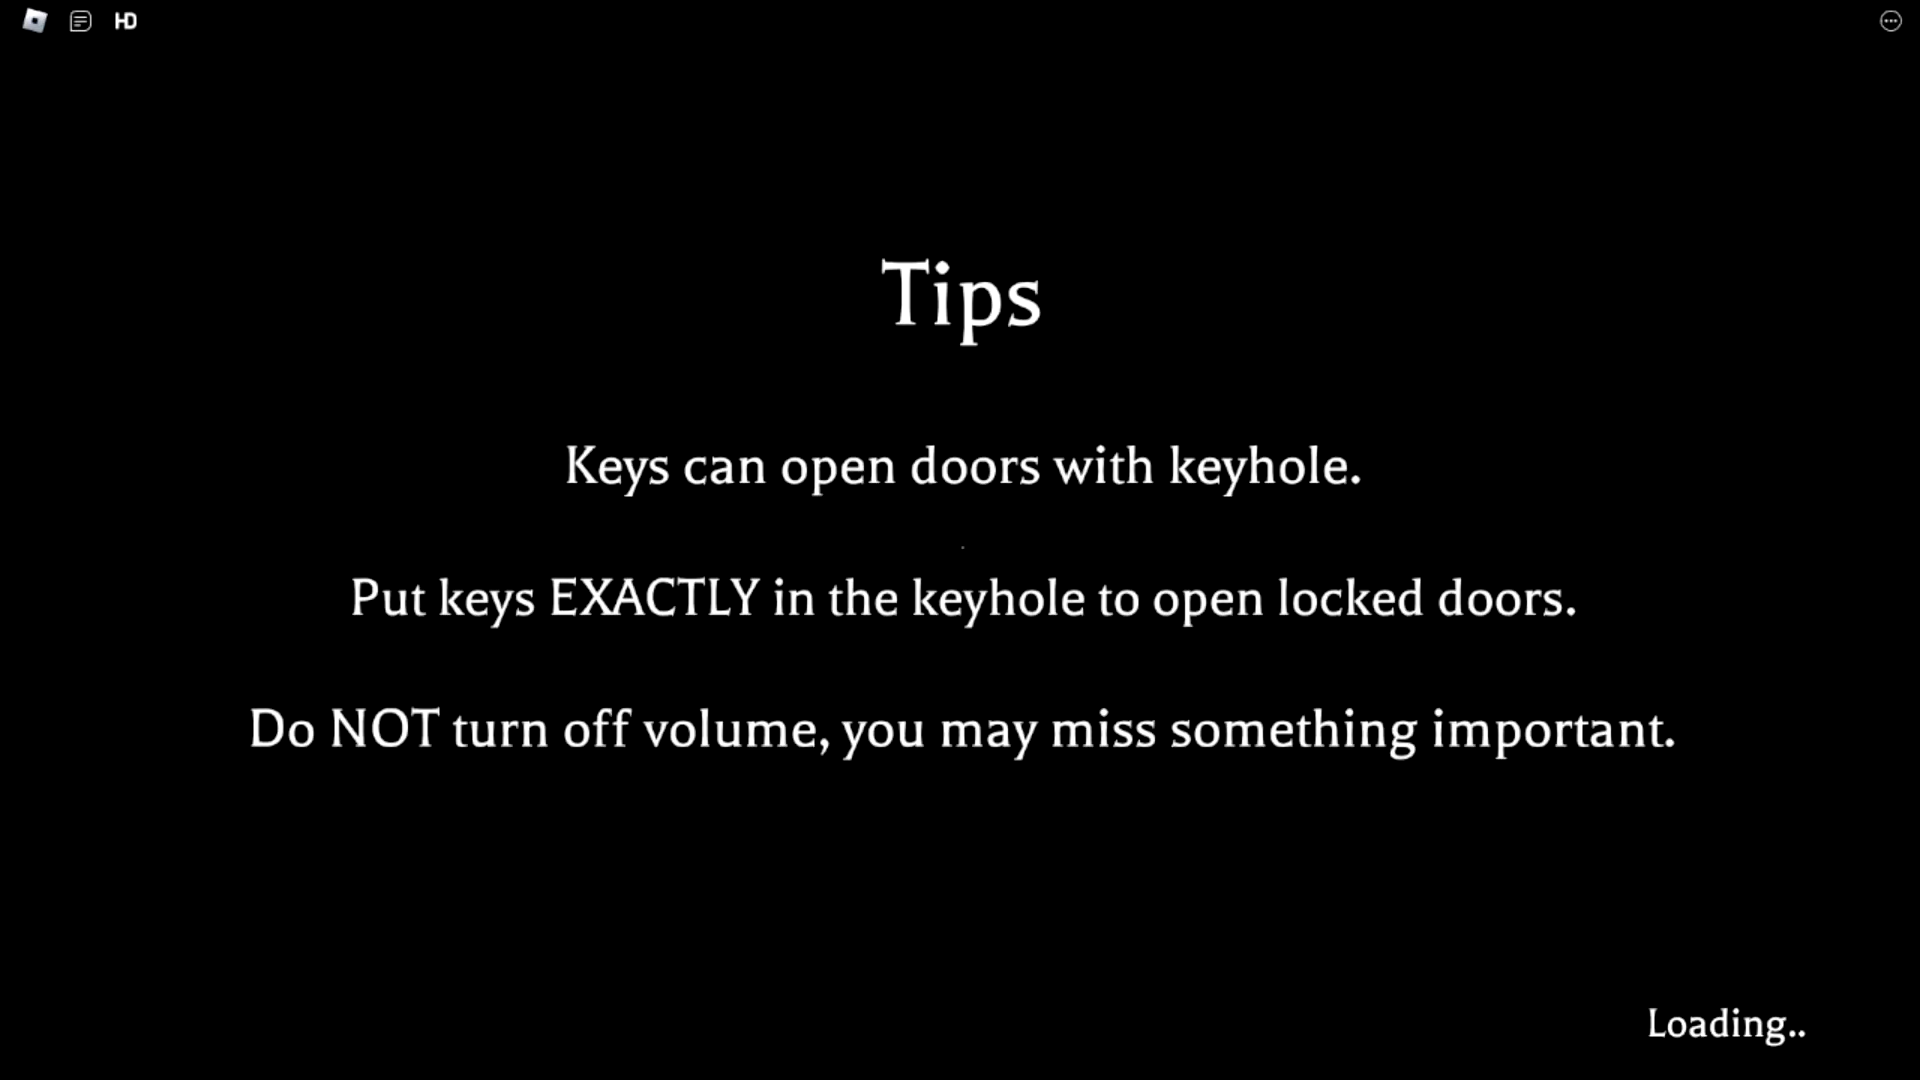 HD
Tips
Keys can open doors with keyhole.
Put keys EXACTLY in the keyhole to open locked doors.
Do NOT turn off volume, you may miss something important.
Loading..